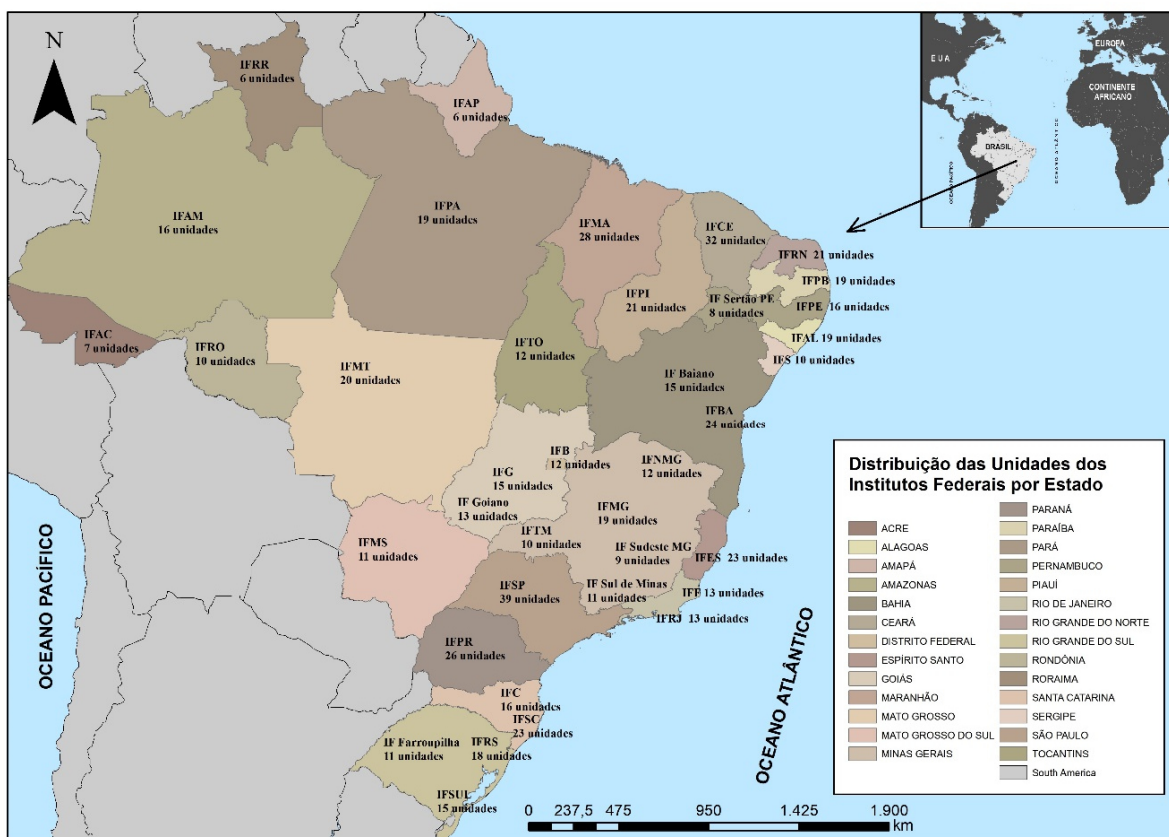 N
IFRR
6 unidades
IFAP
6 unidades
IFAM
16 unidades
IFPA
19 unidades
IFMA
28 unidades
IFCE
32 unidades
IFRN 21 unidades
IFPB 19 unidades
IFPI
21 unidades
IF Sertão PE
8 unidades
IFPE 16 unidades
IFAL 19 unidades
IFS 10 unidades
IFAC
7 unidades
IFRO
10 unidades
IFTO
12 unidades
IFMT
20 unidades
IF Baiano
15 unidades
IFBA
24 unidades
IFB
12 unidades
IFG
15 unidades
IF Goiano
13 unidades
IFNMG
12 unidades
IFMG
19 unidades
IFTM
10 unidades
IF Sudeste MG
9 unidades
IFES 23 unidades
IFMS
11 unidades
IFSP
39 unidades
IF Sul de Minas
11 unidades
IFF 13 unidades
IFRJ 13 unidades
IFPR
26 unidades
IFC
16 unidades
IFSC
23 unidades
IF Farroupilha
11 unidades
IFRS
18 unidades
IFSUL
15 unidades
OCEANO PACÍFICO
OCEANO ATLÂNTICO
EUA
EUROPA
CONTINENTE
AFRICANO
BRASIL
OCEANO PACÍFICO
OCEANO ATLÂNTICO
Distribuição das Unidades dos
Institutos Federais por Estado
ACRE
ALAGOAS
AMAPÁ
AMAZONAS
BAHIA
CEARÁ
DISTRITO FEDERAL
ESPÍRITO SANTO
GOIÁS
MARANHÃO
MATO GROSSO
MATO GROSSO DO SUL
MINAS GERAIS
PARANÁ
PARAÍBA
PARÁ
PERNAMBUCO
PIAUÍ
RIO DE JANEIRO
RIO GRANDE DO NORTE
RIO GRANDE DO SUL
RONDÔNIA
RORAIMA
SANTA CATARINA
SERGIPE
SÃO PAULO
TOCANTINS
South America
0 237,5 475 950 1.425 1.900
km